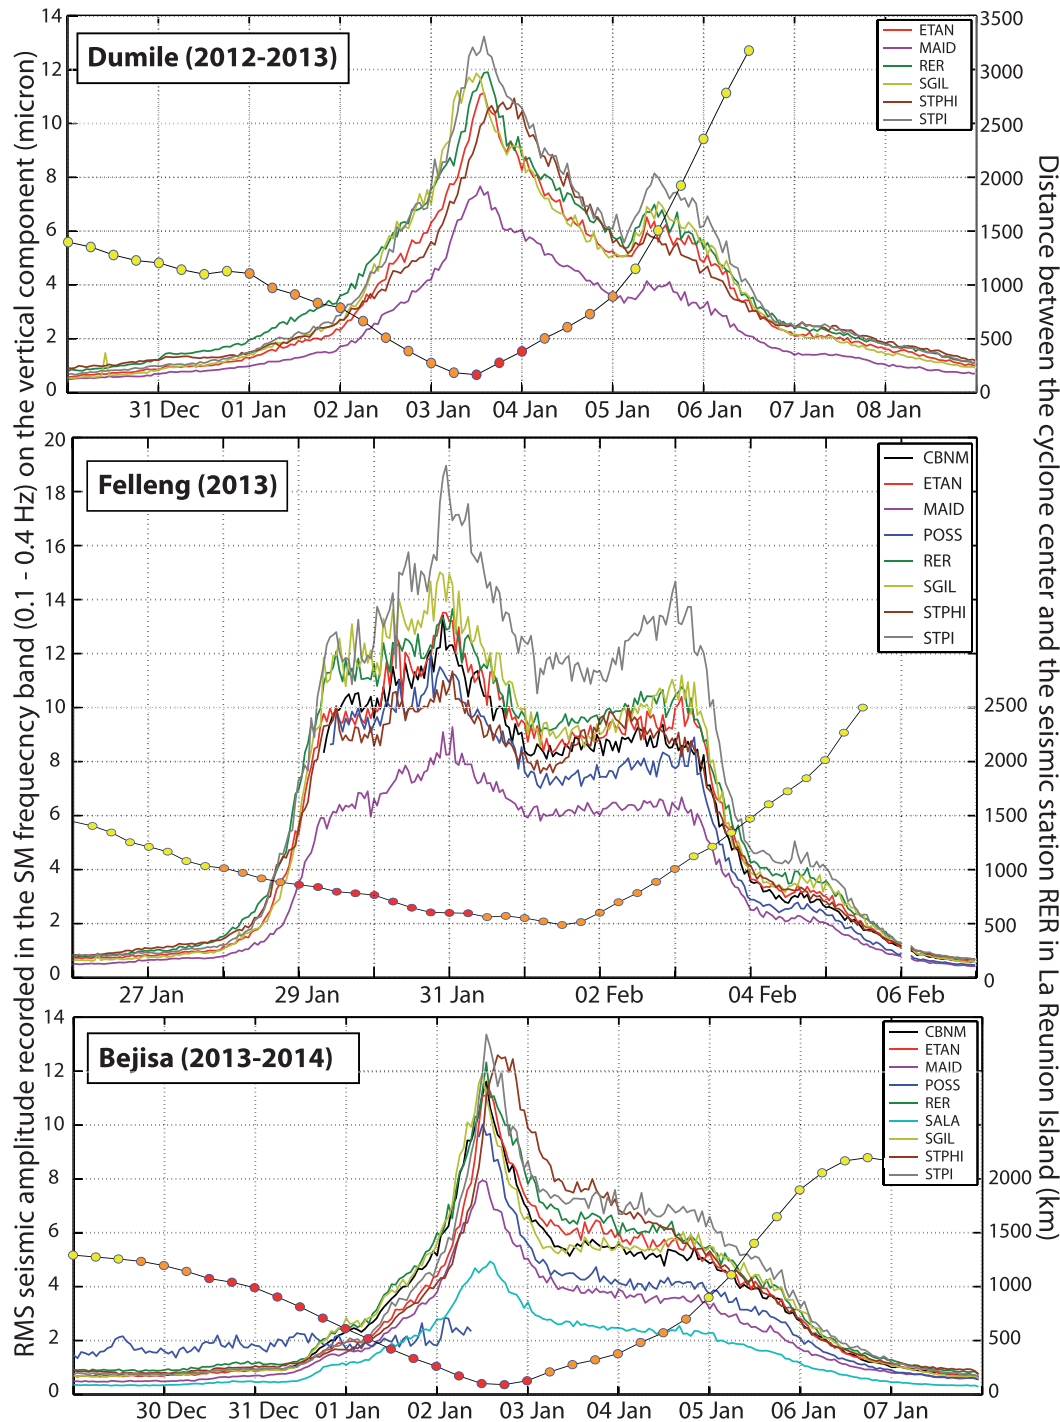 RMS seismic amplitude recorded in the SM frequecncy band (0.1 - 0.4 Hz) on the vertical component (micron)
Distance between the cyclone center and the seismic station RER in La Reunion Island (km)
Dumile (2012-2013)
14
12
10
8
6
4
2
0
3500
3000
2500
2000
1500
1000
500
0
ETAN
MAID
RER
SGIL
STPHI
STPI
31 Dec 01 Jan 02 Jan 03 Jan 04 Jan 05 Jan 06 Jan 07 Jan 08 Jan
Felleng (2013)
20
18
16
14
12
10
8
6
4
2
0
2500
2000
1500
1000
500
0
CBNM
ETAN
MAID
POSS
RER
SGIL
STPHI
STPI
27 Jan 29 Jan 31 Jan 02 Feb 04 Feb 06 Feb
Bejisa (2013-2014)
14
12
10
8
6
4
2
0
2000
1500
1000
500
0
CBNM
ETAN
MAID
POSS
RER
SALA
SGIL
STPHI
STPI
30 Dec 31 Dec 01 Jan 02 Jan 03 Jan 04 Jan 05 Jan 06 Jan 07 Jan